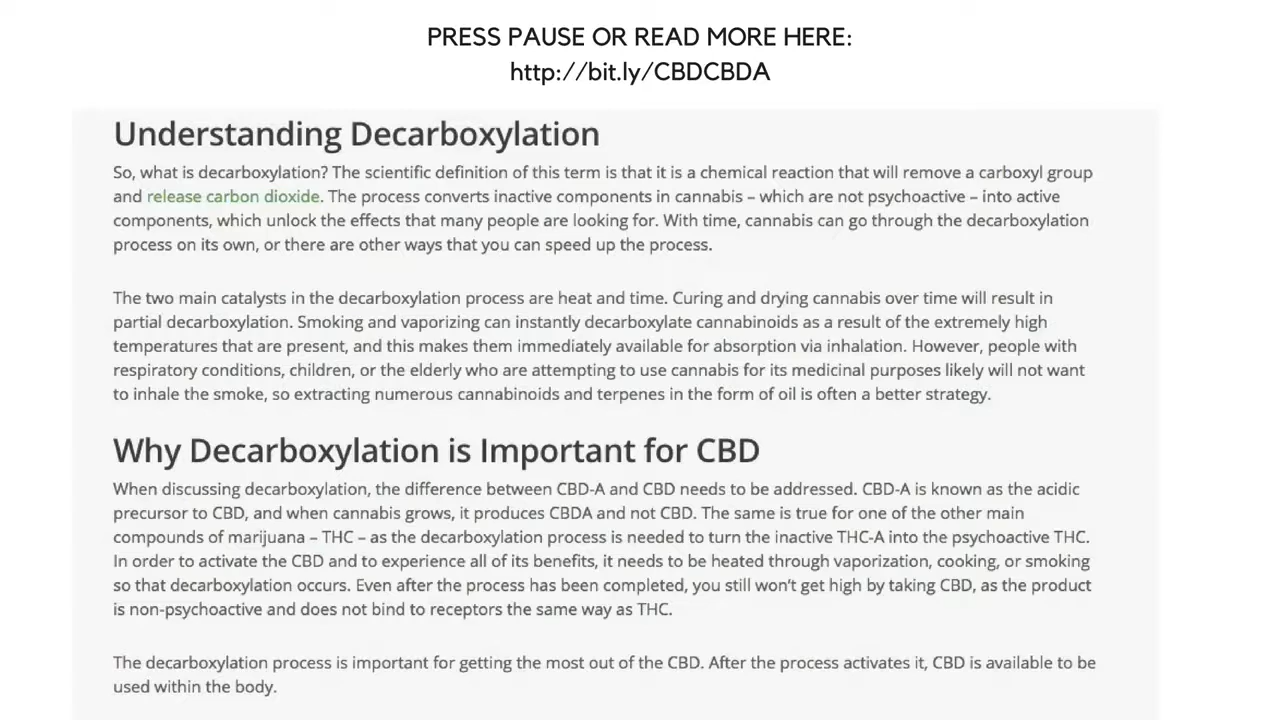 PRESS PAUSE OR READ MORE HERE:
http://bit.ly/CBDCBDA
Understanding Decarboxylation
So, what is decarboxylation? The scientific definition of this term is that it is a chemical reaction that will remove a carboxyl group
and release carbon dioxide. The process converts inactive components in cannabis – which are not psychoactive – into active
components, which unlock the effects that many people are looking for. With time, cannabis can go through the decarboxylation
process on its own, or there are other ways that you can speed up the process.
The two main catalysts in the decarboxylation process are heat and time. Curing and drying cannabis over time will result in
partial decarboxylation. Smoking and vaporizing can instantly decarboxylate cannabinoids as a result of the extremely high
temperatures that are present, and this makes them immediately available for absorption via inhalation. However, people with
respiratory conditions, children, or the elderly who are attempting to use cannabis for its medicinal purposes likely will not want
to inhale the smoke, so extracting numerous cannabinoids and terpenes in the form of oil is often a better strategy.
Why Decarboxylation is Important for CBD
When discussing decarboxylation, the difference between CBD-A and CBD needs to be addressed. CBD-A is known as the acidic
precursor to CBD, and when cannabis grows, it produces CBDA and not CBD. The same is true for one of the other main
compounds of marijuana – THC – as the decarboxylation process is needed to turn the inactive THC-A into the psychoactive THC.
In order to activate the CBD and to experience all of its benefits, it needs to be heated through vaporization, cooking, or smoking
so that decarboxylation occurs. Even after the process has been completed, you still won't get high by taking CBD, as the product
is non-psychoactive and does not bind to receptors the same way as THC.
The decarboxylation process is important for getting the most out of the CBD. After the process activates it, CBD is available to be
used within the body.